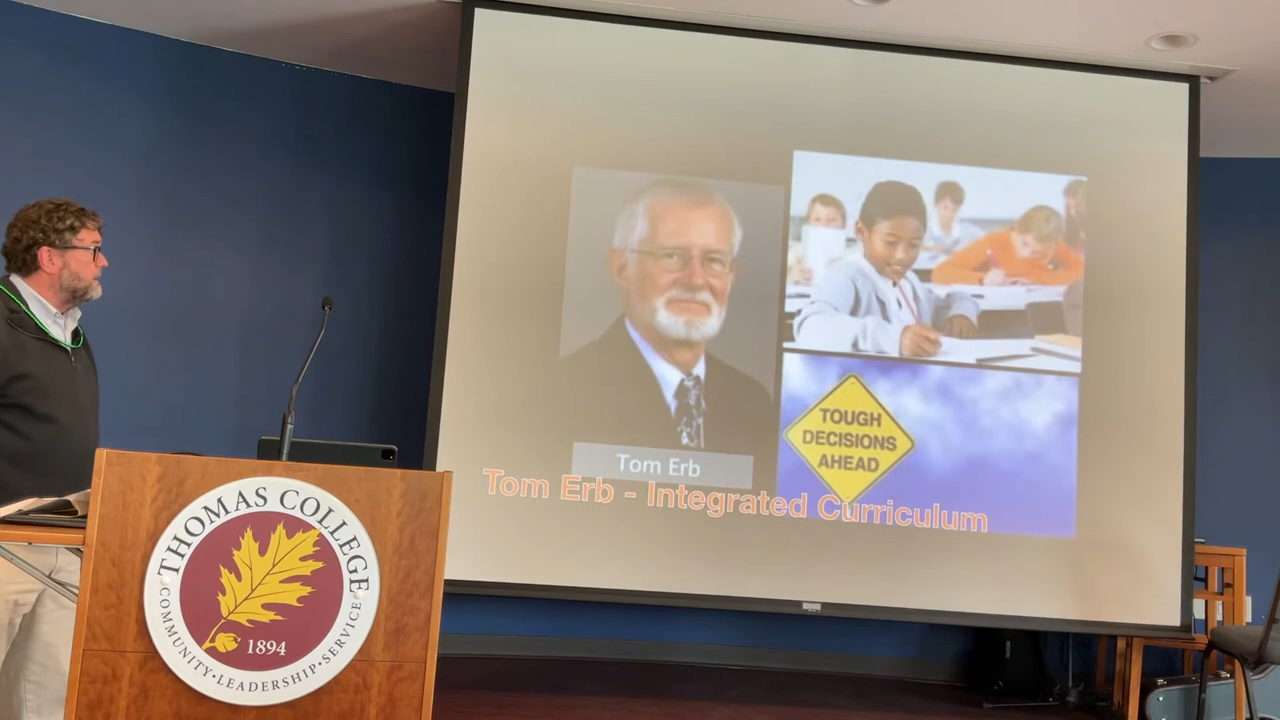 TOUGH
DECISIONS
AHEAD
Tom Erb
Tom Erb - Integrated Curriculum
THOMAS COLLEGE
1894
COMMUNITY • LEADERSHIP • SERVICE